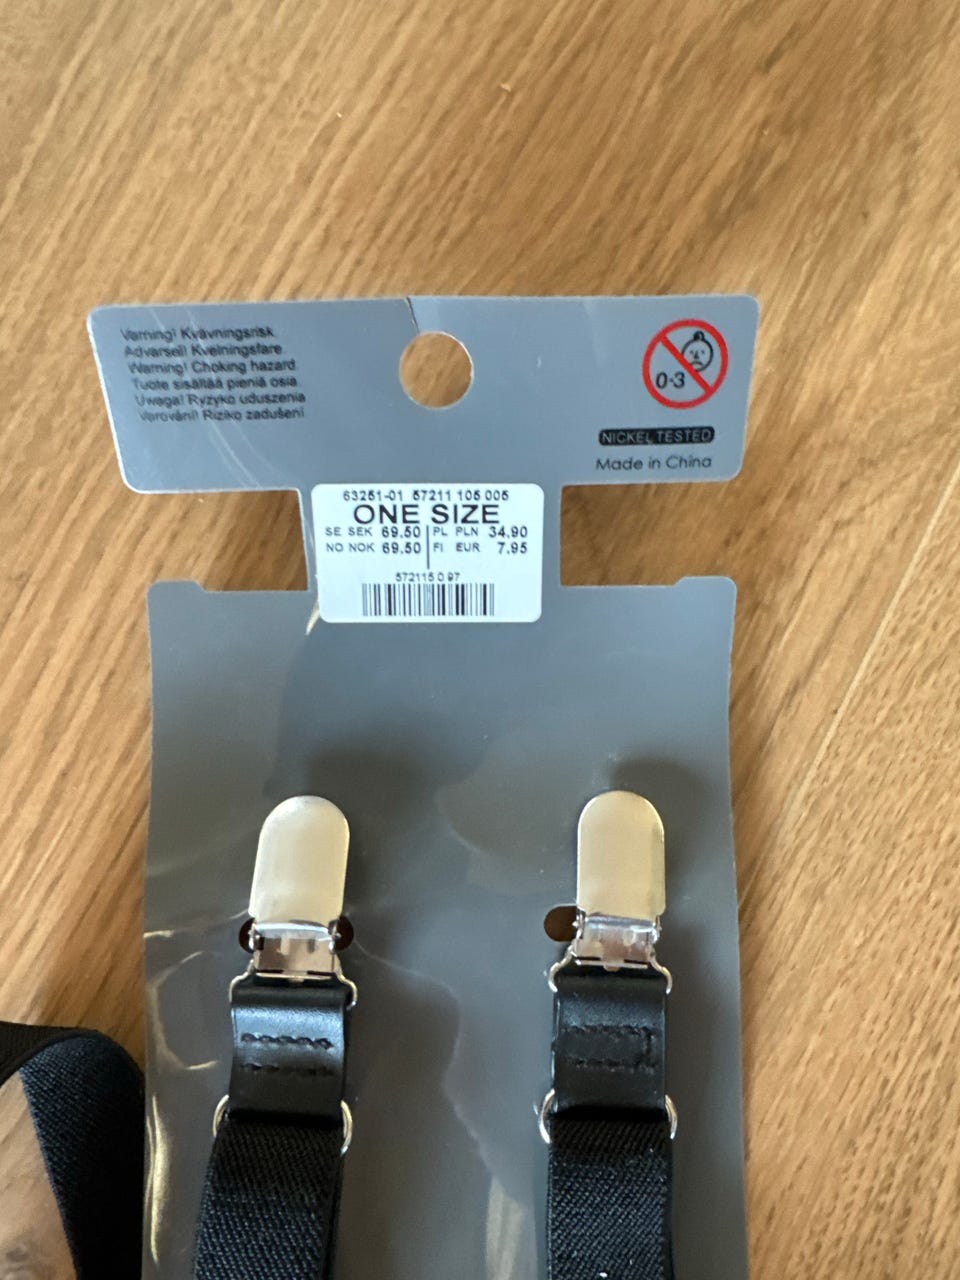 Varning! Kvävningsrisk
Advarsel! Kvelningsfare
Warning! Choking hazard
Tuote sisältää pieniä osia
Uwaga! Ryzyko uduszenia
Varování! Riziko zadušení
0-3
NICKEL TESTED
Made in China
63251-01 57211 105 005
ONE SIZE
SE SEK 69,50 PL PLN 34,90
NO NOK 69,50 FI EUR 7,95
572115 0 97